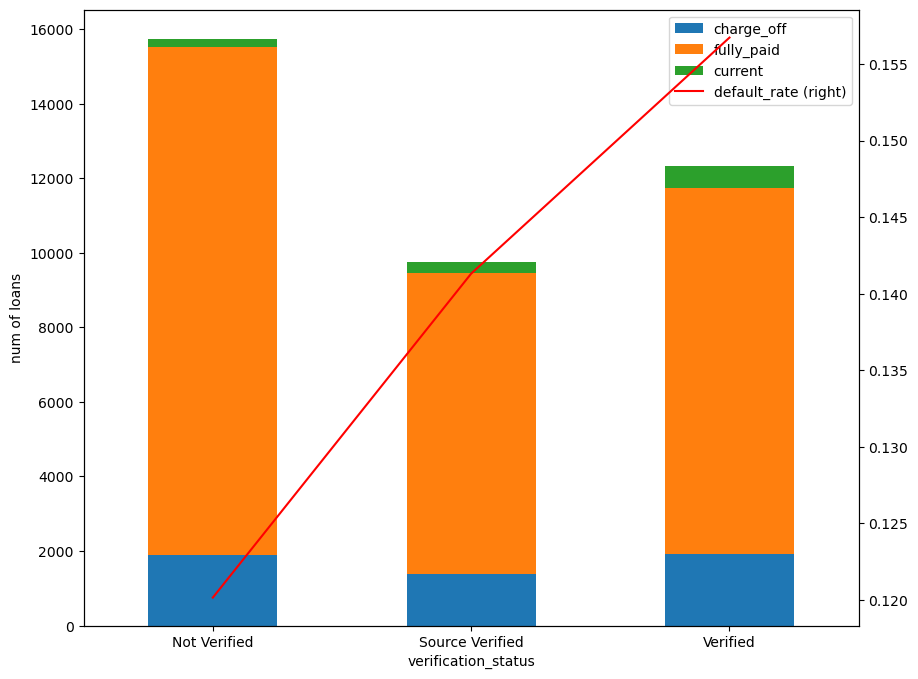 charge_off
fully_paid
current
default_rate (right)
16000
14000
12000
10000
8000
6000
4000
2000
0
num of loans
0.155
0.150
0.145
0.140
0.135
0.130
0.125
0.120
Not Verified
Source Verified
Verified
verification_status